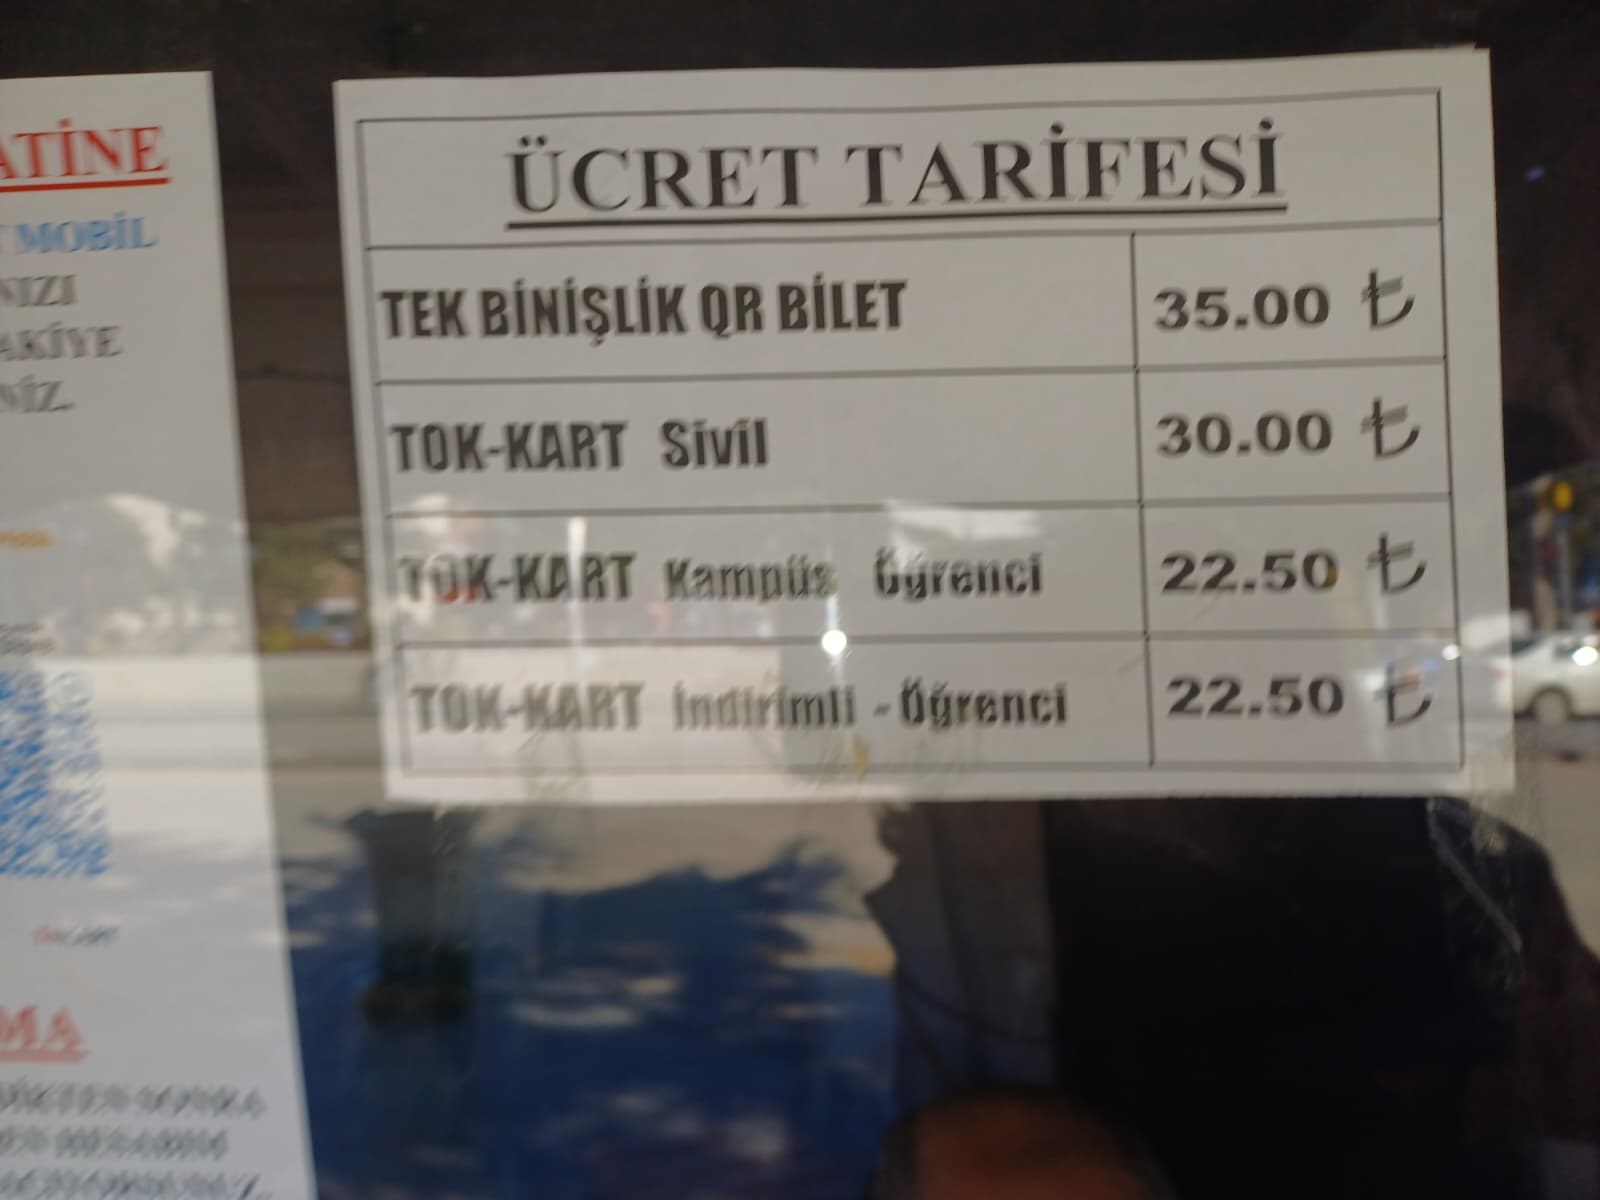 ATİNE
MOBİL
NIZI
AKİYE
NİZ.
MA
ÜCRET TARİFESİ
TEK BİNİŞLİK QR BİLET 35.00 ₺
TOK-KART Sivil 30.00 ₺
TOK-KART Kampüs Öğrenci 22.50 ₺
TOK-KART İndirimli - Öğrenci 22.50 ₺